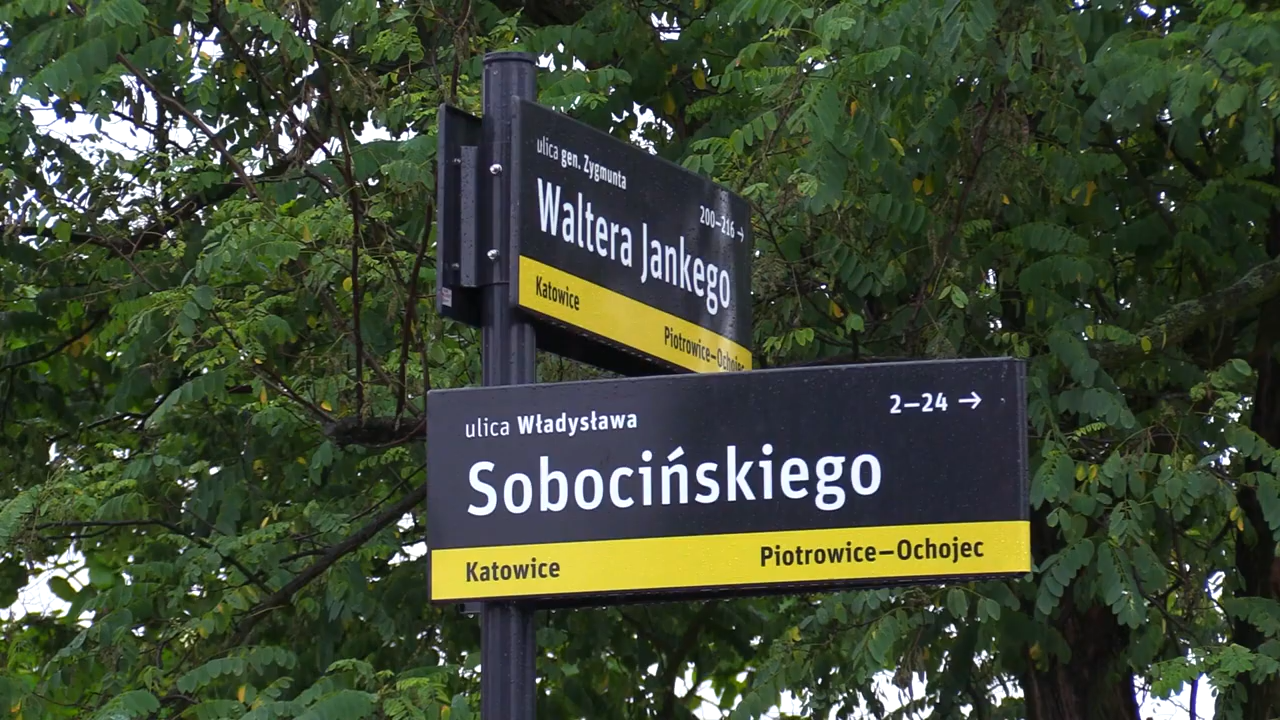 ulica gen. Zygmunta
200–216 →
Waltera Jankego
Katowice
Piotrowice–Ochojec
ulica Władysława
2–24 →
Sobocińskiego
Katowice Piotrowice–Ochojec